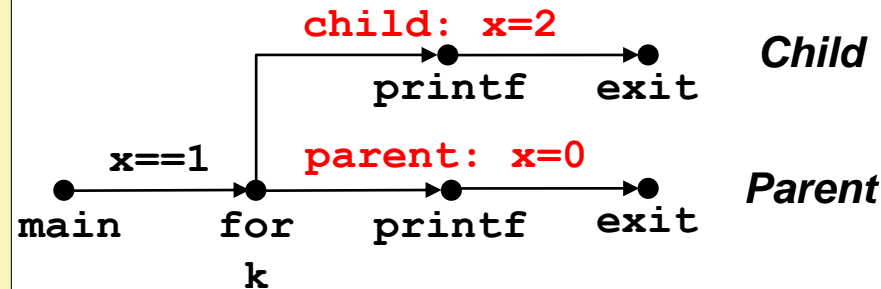 child: x=2
Child
printf exit
x==1 parent: x=0
Parent
main for printf exit
k